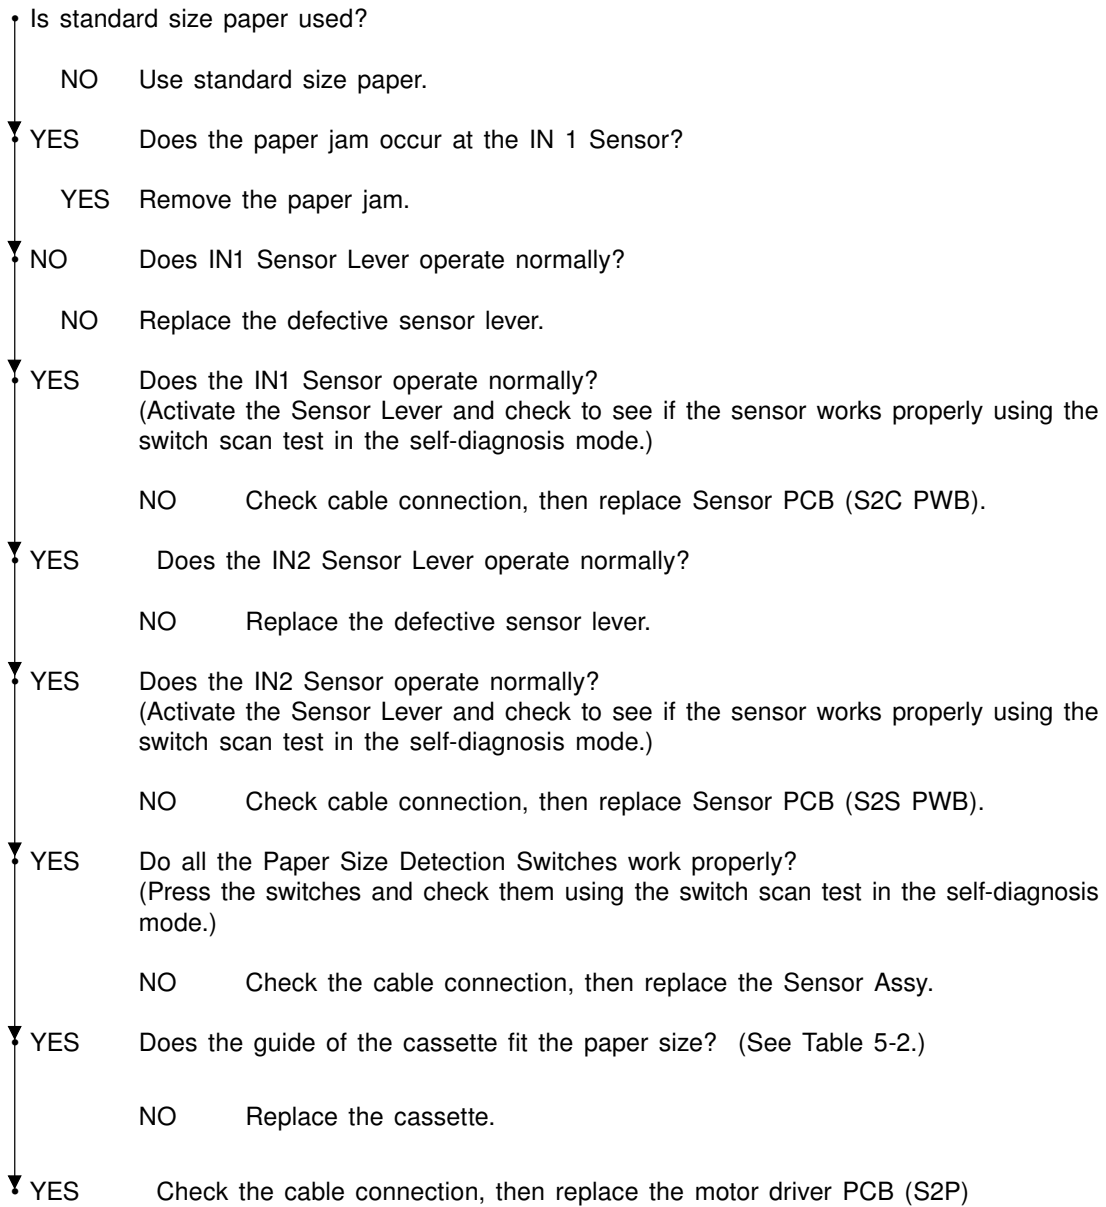 Is standard size paper used?
NO Use standard size paper.
YES Does the paper jam occur at the IN 1 Sensor?
YES Remove the paper jam.
NO Does IN1 Sensor Lever operate normally?
NO Replace the defective sensor lever.
YES Does the IN1 Sensor operate normally?
(Activate the Sensor Lever and check to see if the sensor works properly using the
switch scan test in the self-diagnosis mode.)
NO Check cable connection, then replace Sensor PCB (S2C PWB).
YES Does the IN2 Sensor Lever operate normally?
NO Replace the defective sensor lever.
YES Does the IN2 Sensor operate normally?
(Activate the Sensor Lever and check to see if the sensor works properly using the
switch scan test in the self-diagnosis mode.)
NO Check cable connection, then replace Sensor PCB (S2S PWB).
YES Do all the Paper Size Detection Switches work properly?
(Press the switches and check them using the switch scan test in the self-diagnosis
mode.)
NO Check the cable connection, then replace the Sensor Assy.
YES Does the guide of the cassette fit the paper size? (See Table 5-2.)
NO Replace the cassette.
YES Check the cable connection, then replace the motor driver PCB (S2P)